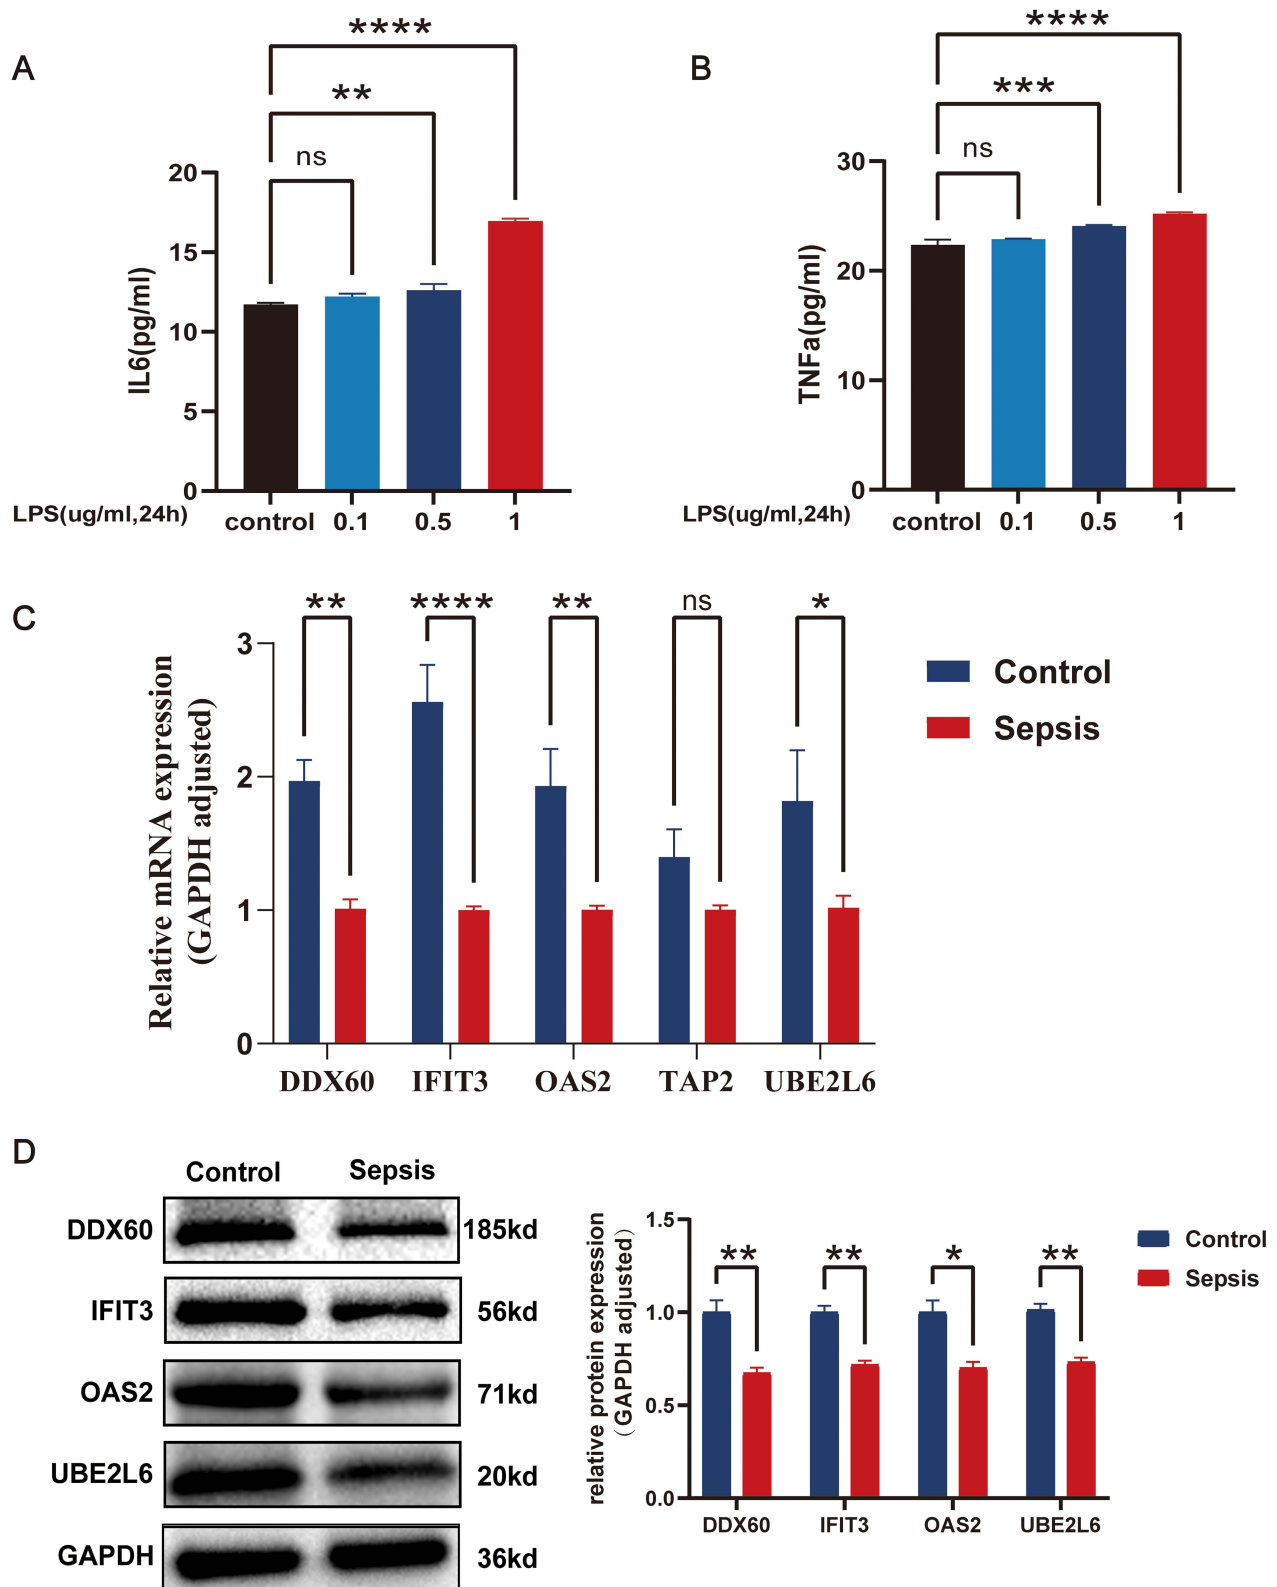 A
****
**
ns
20
15
10
5
0
IL6(pg/ml)
LPS(ug/ml,24h)
control 0.1 0.5 1
B
****
***
ns
30
20
10
0
TNFa(pg/ml)
LPS(ug/ml,24h)
control 0.1 0.5 1
C
** **** ** ns *
3
2
1
0
Relative mRNA expression
(GAPDH adjusted)
DDX60 IFIT3 OAS2 TAP2 UBE2L6
Control
Sepsis
D
Control Sepsis
DDX60 185kd
IFIT3 56kd
OAS2 71kd
UBE2L6 20kd
GAPDH 36kd
1.5
1.0
0.5
0.0
relative protein expression
(GAPDH adjusted)
** ** * **
DDX60 IFIT3 OAS2 UBE2L6
Control
Sepsis